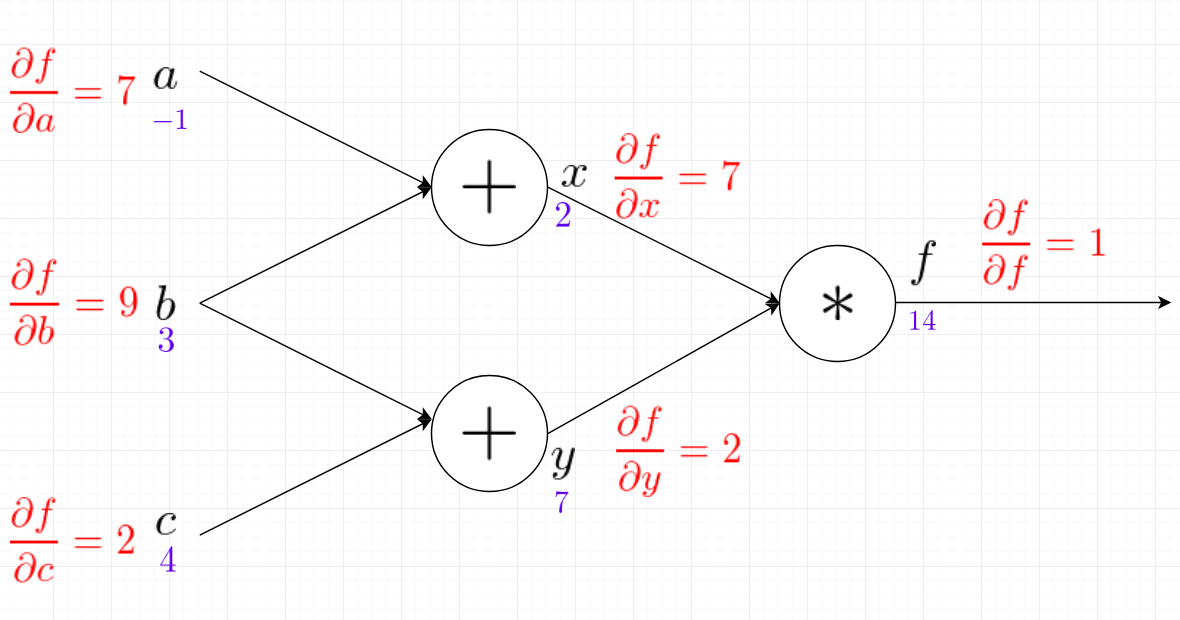 ∂f/∂a = 7 a
−1
+
x ∂f/∂x = 7
2
∂f/∂f = 1
f
∂f/∂b = 9 b
3
*
14
+
y ∂f/∂y = 2
7
∂f/∂c = 2 c
4